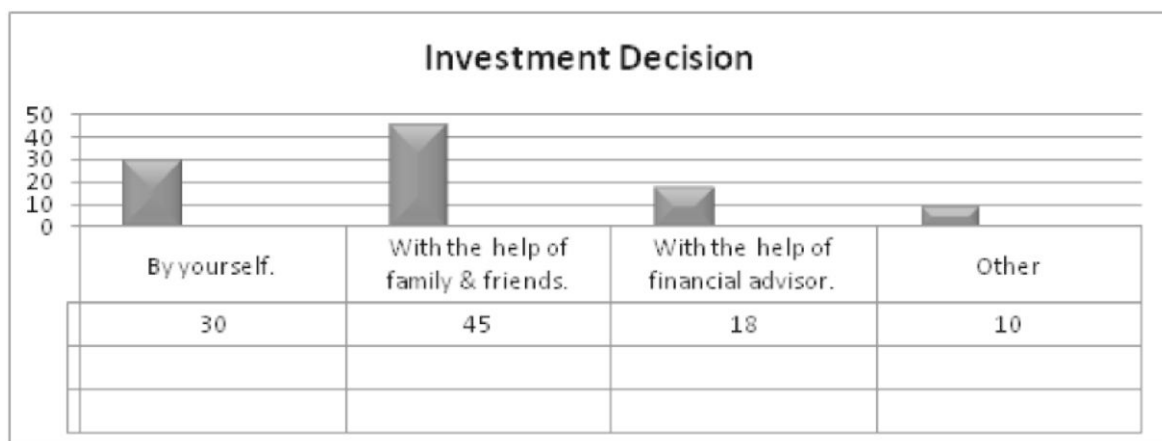 Investment Decision
50
40
30
20
10
0
By yourself.
With the help of
family & friends.
With the help of
financial advisor.
Other
30
45
18
10